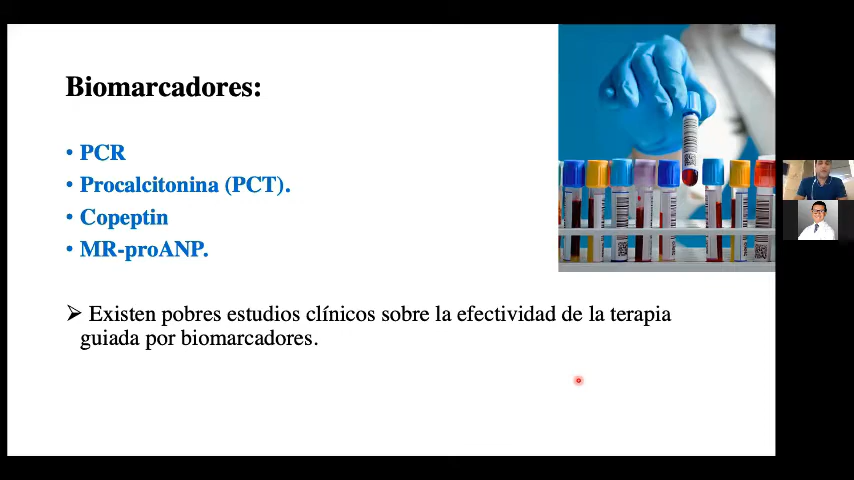 Biomarcadores:
• PCR
• Procalcitonina (PCT).
• Copeptin
• MR-proANP.
➢ Existen pobres estudios clínicos sobre la efectividad de la terapia
guiada por biomarcadores.